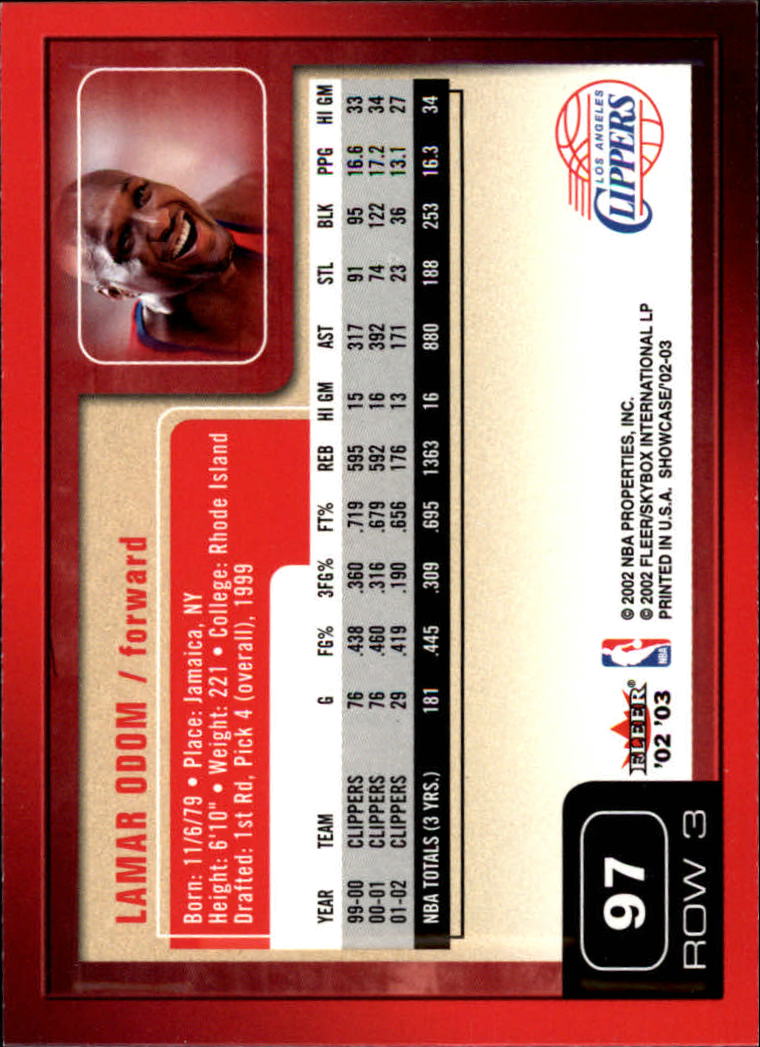 LAMAR ODOM / forward
Born: 11/6/79 • Place: Jamaica, NY
Height: 6'10" • Weight: 221 • College: Rhode Island
Drafted: 1st Rd, Pick 4 (overall), 1999
YEAR TEAM G FG% 3FG% FT% REB HI GM AST STL BLK PPG HI GM
99-00 CLIPPERS 76 .438 .360 .719 595 15 317 91 95 16.6 33
00-01 CLIPPERS 76 .460 .316 .679 592 16 392 74 122 17.2 34
01-02 CLIPPERS 29 .419 .190 .656 176 13 171 23 36 13.1 27
NBA TOTALS (3 YRS.) 181 .445 .309 .695 1363 16 880 188 253 16.3 34
97
ROW 3
FLEER®
'02 '03
NBA
© 2002 NBA PROPERTIES, INC.
© 2002 FLEER/SKYBOX INTERNATIONAL LP
PRINTED IN U.S.A. SHOWCASE/'02-03
LOS ANGELES
CLIPPERS